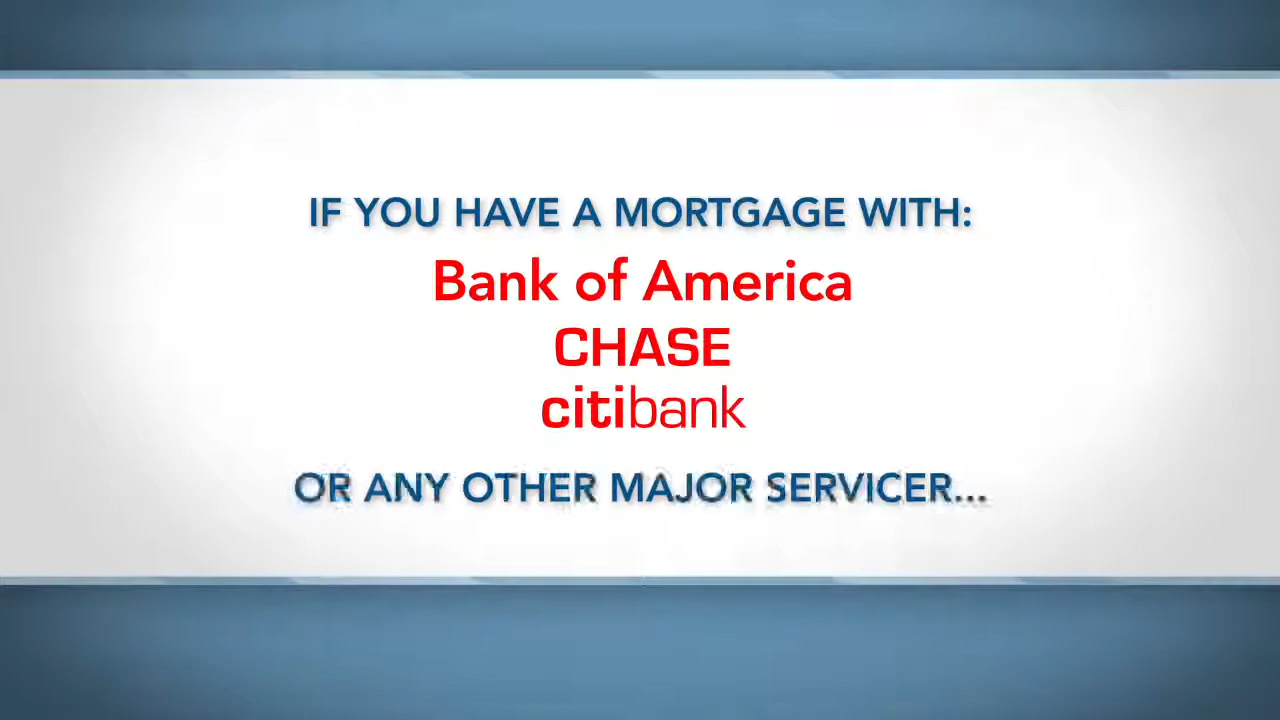 IF YOU HAVE A MORTGAGE WITH:
Bank of America
CHASE
citibank
OR ANY OTHER MAJOR SERVICER...